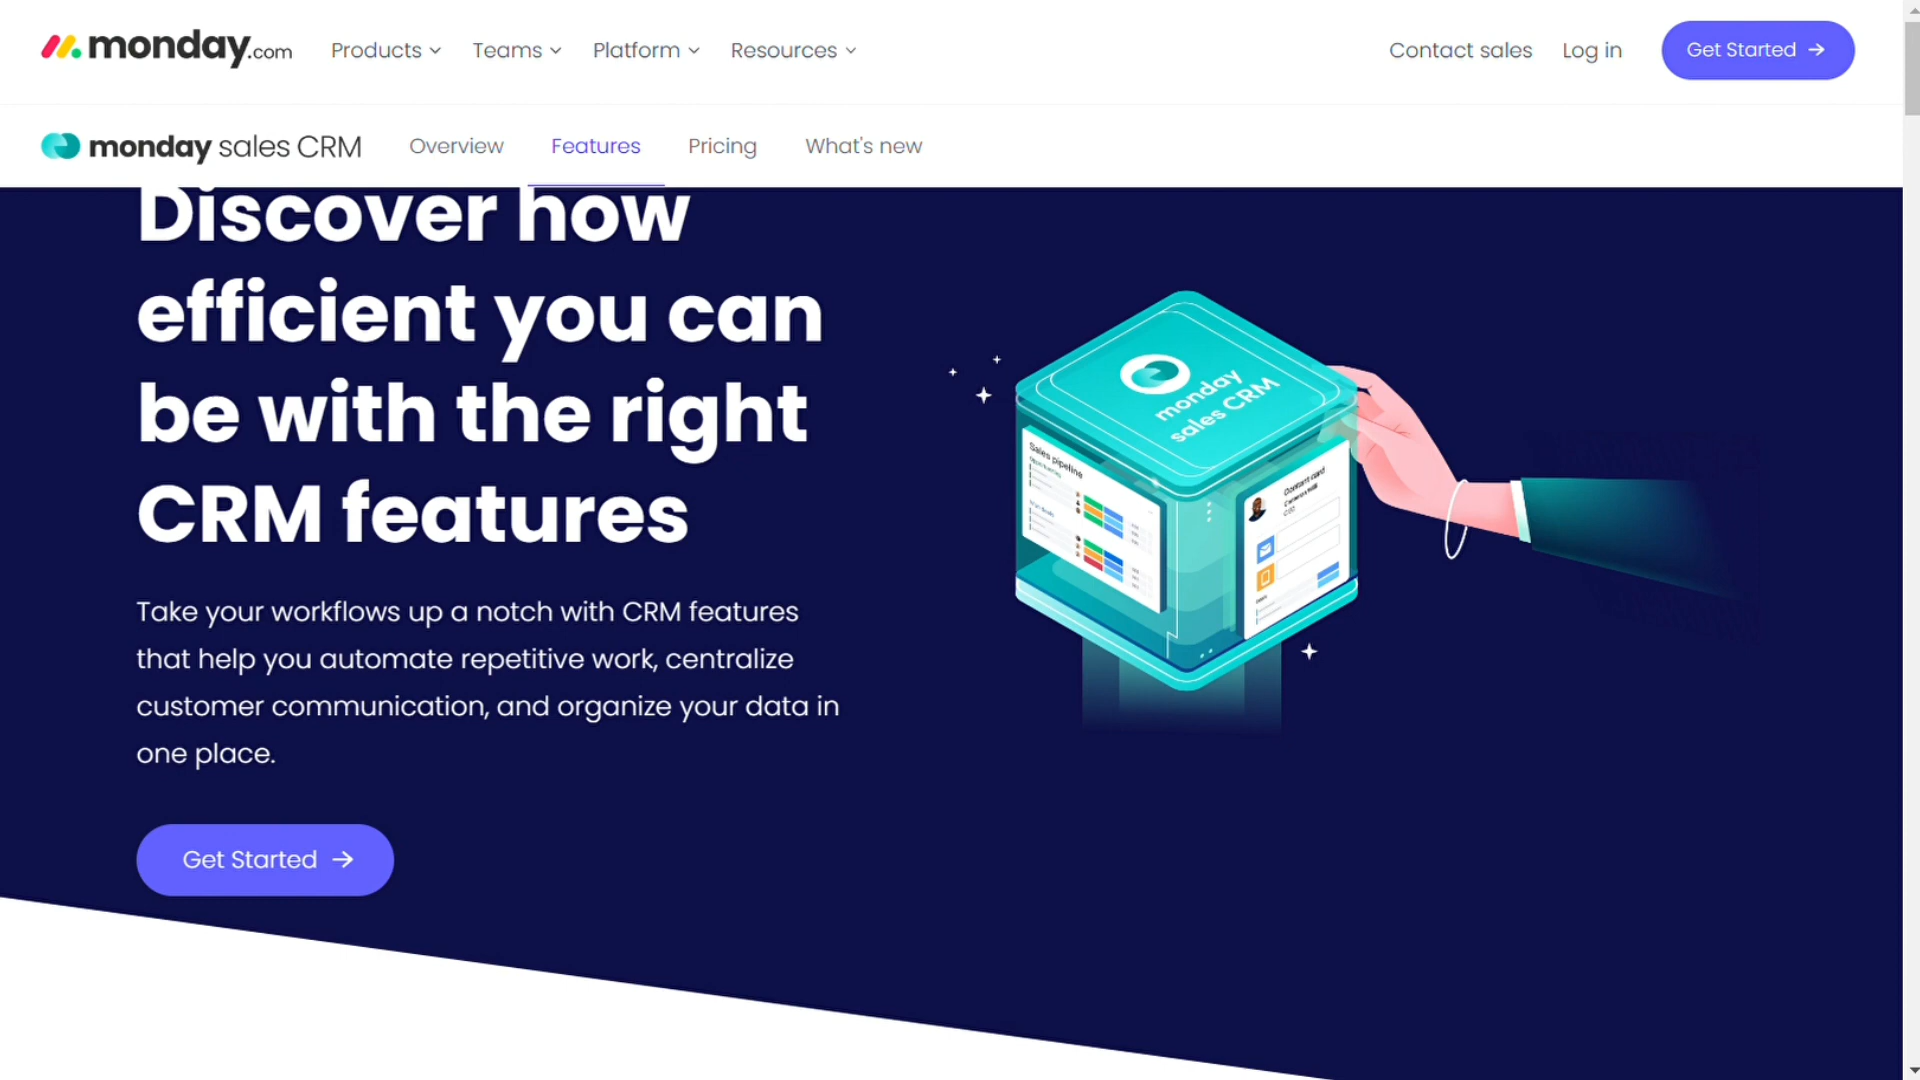 monday.com
Products
Teams
Platform
Resources
Contact sales
Log in
Get Started
monday sales CRM
Overview
Features
Pricing
What's new
Discover how
efficient you can
be with the right
CRM features
Take your workflows up a notch with CRM features
that help you automate repetitive work, centralize
customer communication, and organize your data in
one place.
Get Started
monday
sales CRM
Sales pipeline
Contact card
CEO